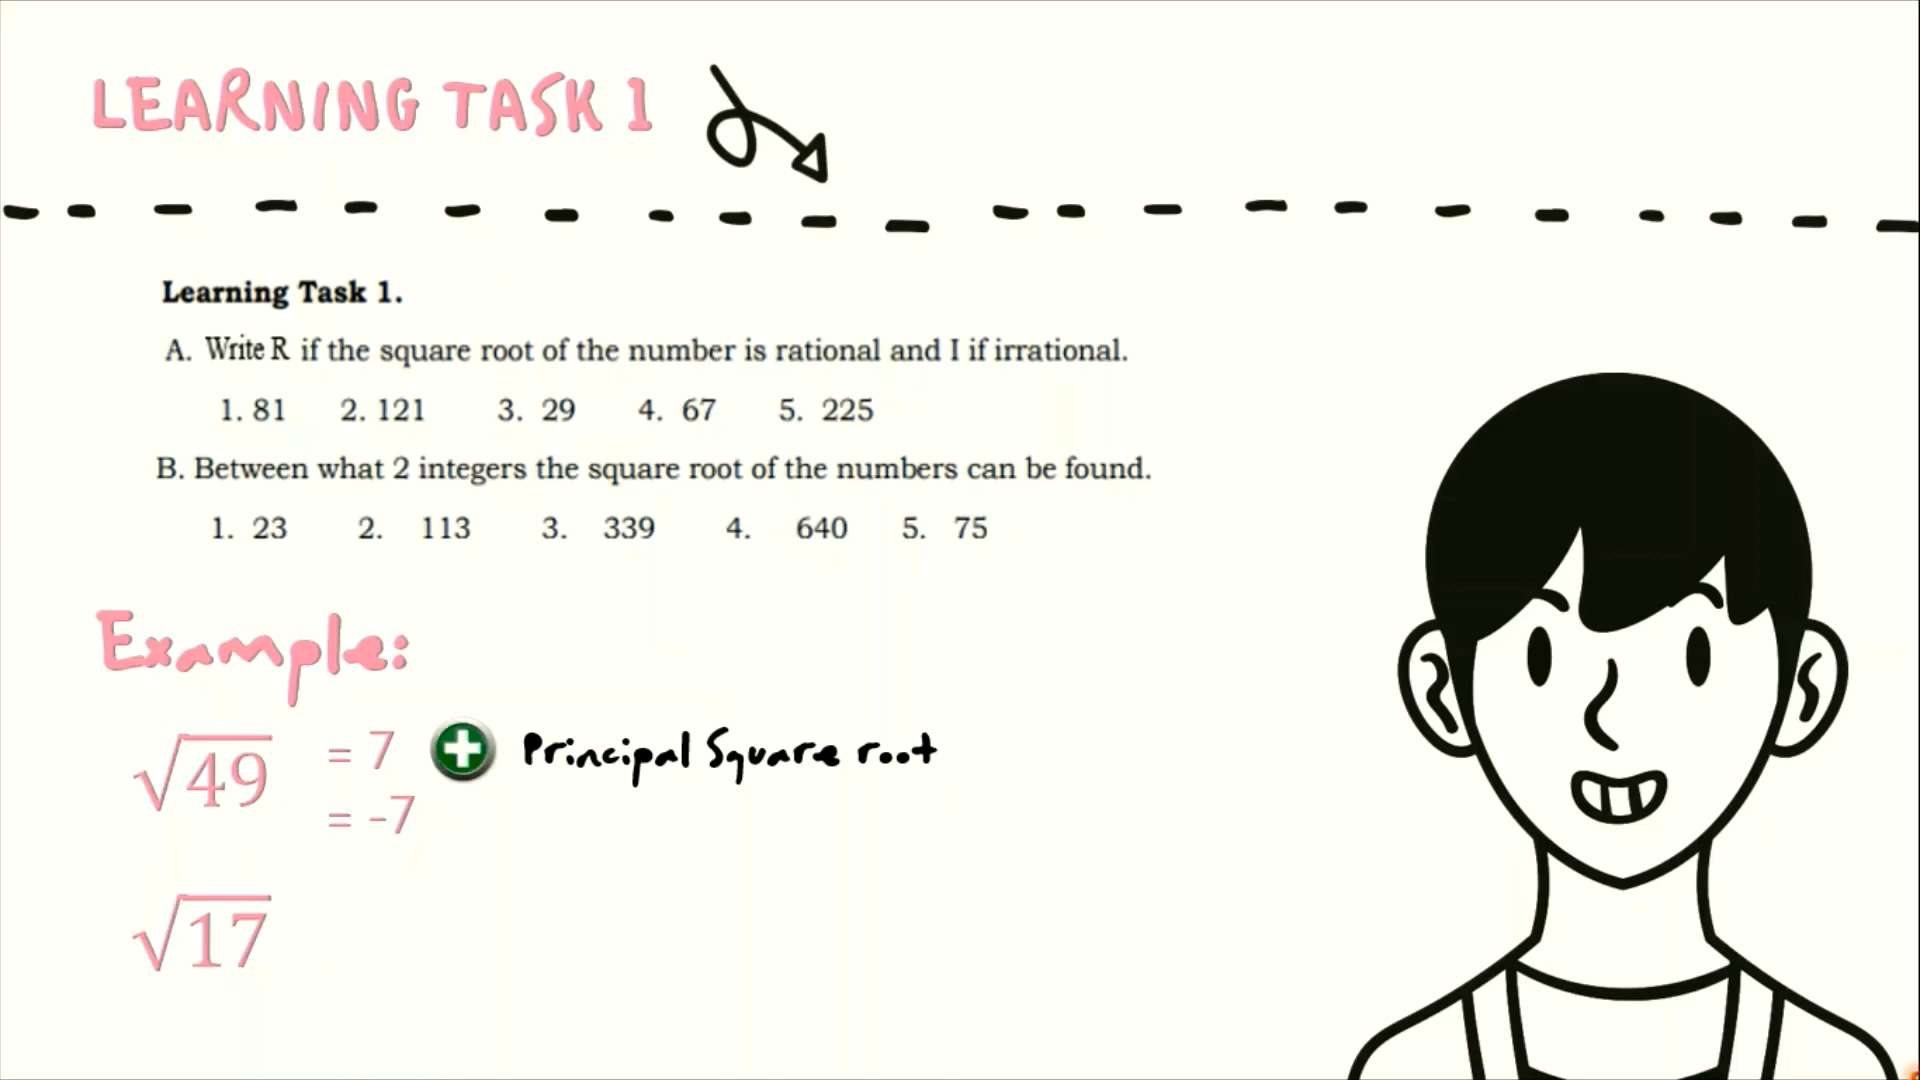 LEARNING TASK 1
Learning Task 1.
A. Write R if the square root of the number is rational and I if irrational.
1. 81 2. 121 3. 29 4. 67 5. 225
B. Between what 2 integers the square root of the numbers can be found.
1. 23 2. 113 3. 339 4. 640 5. 75
Example:
√49 = 7 Principal Square root
= -7
√17